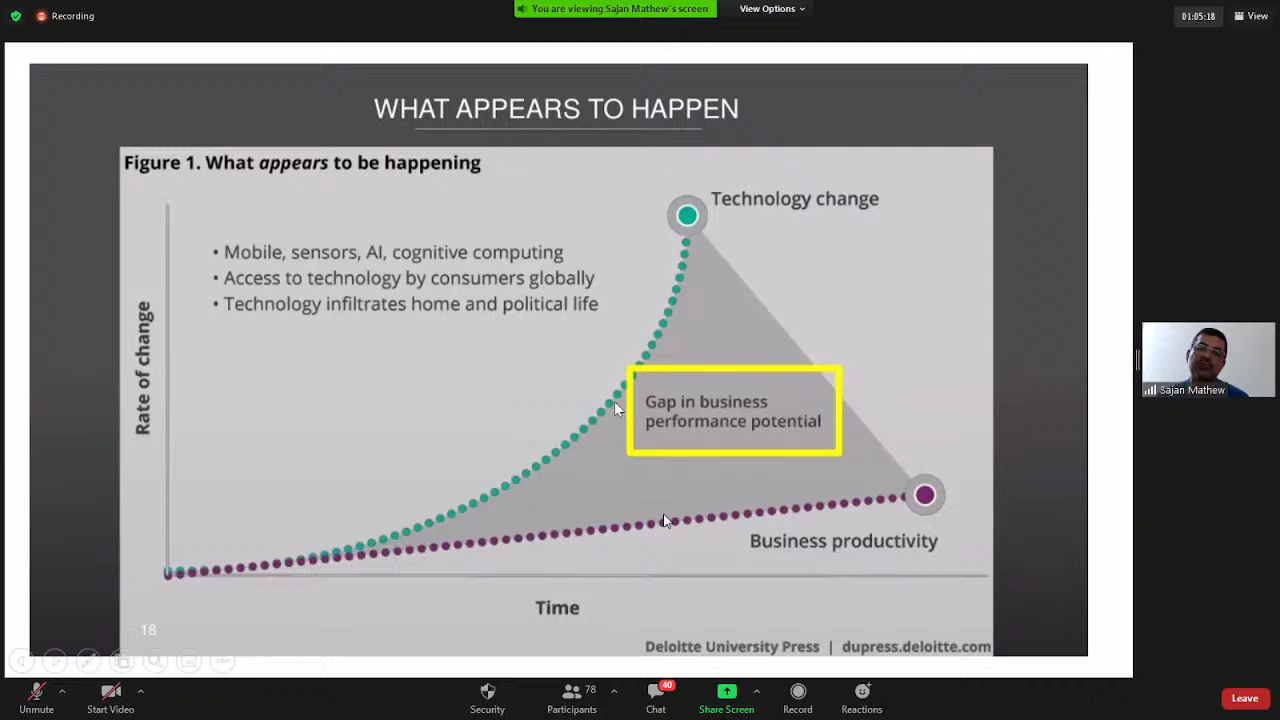 Recording
You are viewing Sajan Mathew's screen
View Options
01:05:18
View
WHAT APPEARS TO HAPPEN
Figure 1. What appears to be happening
Technology change
• Mobile, sensors, AI, cognitive computing
• Access to technology by consumers globally
• Technology infiltrates home and political life
Rate of change
Gap in business
performance potential
Sajan Mathew
Business productivity
Time
18
Deloitte University Press | dupress.deloitte.com
Unmute
Start Video
Security
Participants
78
Chat
40
Share Screen
Record
Reactions
Leave